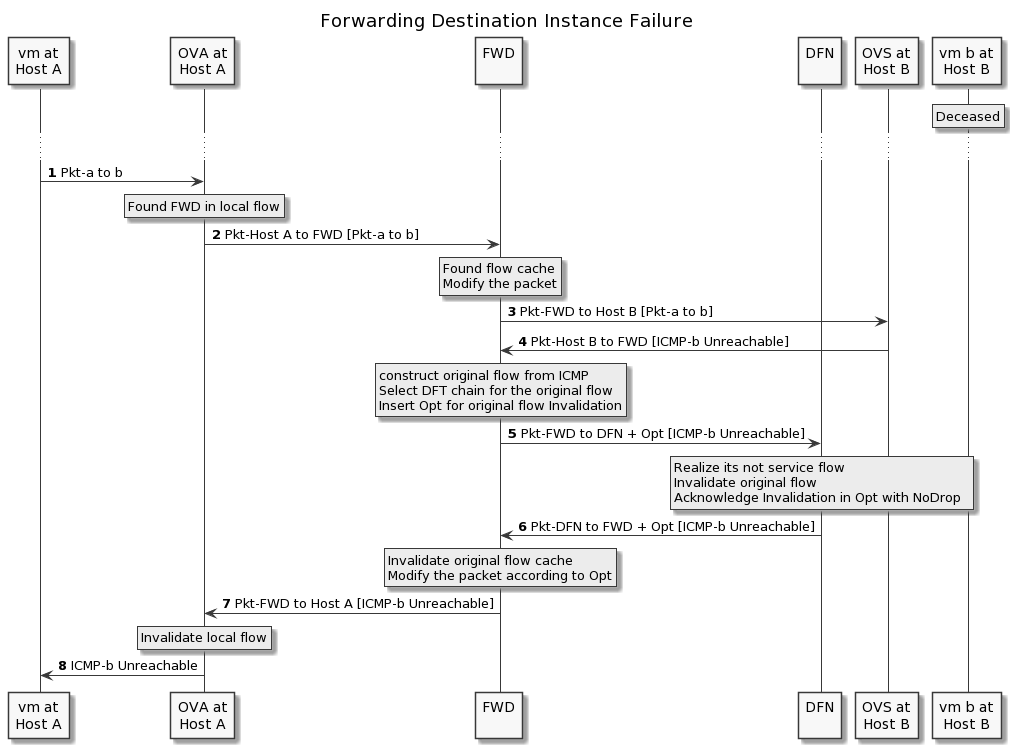 Forwarding Destination Instance Failure
vm at
Host A
OVA at
Host A
FWD
DFN
OVS at
Host B
vm b at
Host B
Deceased
1 Pkt-a to b
Found FWD in local flow
2 Pkt-Host A to FWD [Pkt-a to b]
Found flow cache
Modify the packet
3 Pkt-FWD to Host B [Pkt-a to b]
4 Pkt-Host B to FWD [ICMP-b Unreachable]
construct original flow from ICMP
Select DFT chain for the original flow
Insert Opt for original flow Invalidation
5 Pkt-FWD to DFN + Opt [ICMP-b Unreachable]
Realize its not service flow
Invalidate original flow
Acknowledge Invalidation in Opt with NoDrop
6 Pkt-DFN to FWD + Opt [ICMP-b Unreachable]
Invalidate original flow cache
Modify the packet according to Opt
7 Pkt-FWD to Host A [ICMP-b Unreachable]
Invalidate local flow
8 ICMP-b Unreachable
vm at
Host A
OVA at
Host A
FWD
DFN
OVS at
Host B
vm b at
Host B